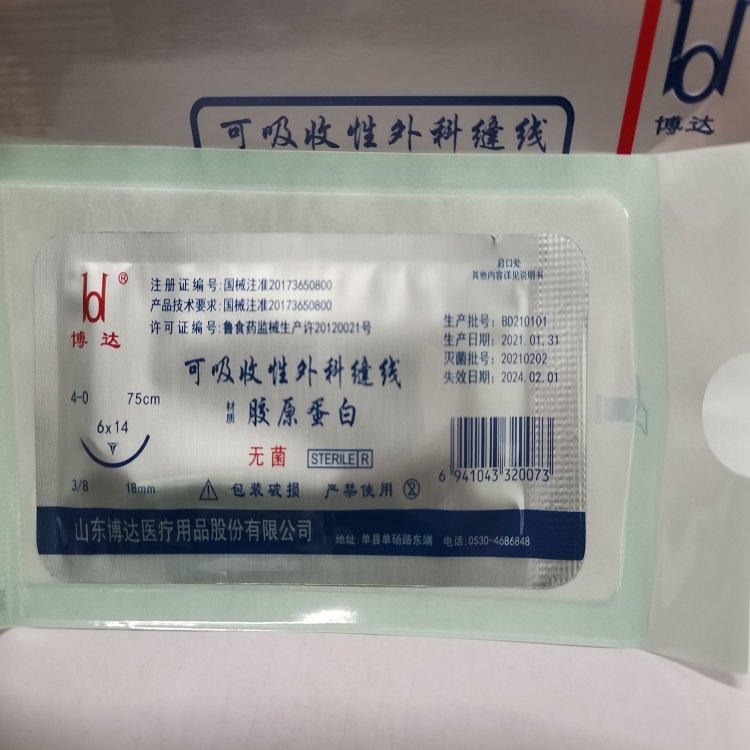 可吸收性外科缝线
bd
博达
bd®
博达
注册证编号:国械注准20173650800
产品技术要求:国械注准20173650800
许可证编号:鲁食药监械生产许20120021号
启口处
其他内容详见说明书
生产批号: BD210101
生产日期: 2021.01.31
灭菌批号: 20210202
失效日期: 2024.02.01
可吸收性外科缝线
4-0 75cm
材质 胶原蛋白
6x14
3/8 18mm
无菌 STERILE R
包装破损 严禁使用
6 941043 320073
山东博达医疗用品股份有限公司 地址:单县单砀路东端 电话:0530-4686848